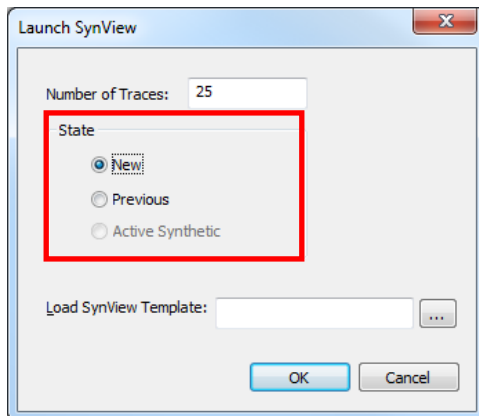 Launch SynView
Number of Traces: 25
State
New
Previous
Active Synthetic
Load SynView Template: ...
OK Cancel